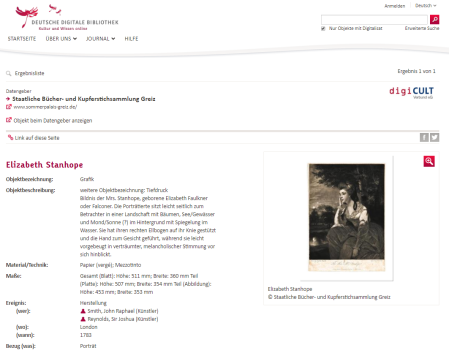 Anmelden Deutsch
DEUTSCHE DIGITALE BIBLIOTHEK
Kultur und Wissen online
STARTSEITE ÜBER UNS JOURNAL HILFE
Nur Objekte mit Digitalisat Erweiterte Suche
Ergebnisliste Ergebnis 1 von 1
Datengeber
Staatliche Bücher- und Kupferstichsammlung Greiz
www.sommerpalais-greiz.de/
Objekt beim Datengeber anzeigen
digiCULT
Verbund eG
Link auf diese Seite
Elizabeth Stanhope
Objektbezeichnung: Grafik
Objektbeschreibung: weitere Objektbezeichnung: Tiefdruck
Bildnis der Mrs. Stanhope, geborene Elizabeth Faulkner
oder Falconer. Die Porträtierte sitzt leicht seitlich zum
Betrachter in einer Landschaft mit Bäumen, See/Gewässer
und Mond/Sonne (?) im Hintergrund mit Spiegelung im
Wasser. Sie hat ihren rechten Ellbogen auf ihr Knie gestützt
und die Hand zum Gesicht geführt, während sie leicht
vorgebeugt in verträumter, melancholischer Stimmung vor
sich hinblickt.
Material/Technik: Papier (vergé); Mezzotinto
Maße: Gesamt (Blatt): Höhe: 511 mm; Breite: 360 mm Teil
(Platte): Höhe: 507 mm; Breite: 354 mm Teil (Abbildung):
Höhe: 453 mm; Breite: 353 mm
Ereignis: Herstellung
(wer): Smith, John Raphael (Künstler)
Reynolds, Sir Joshua (Künstler)
(wo): London
(wann): 1783
Bezug (was): Porträt
Elizabeth Stanhope
© Staatliche Bücher- und Kupferstichsammlung Greiz